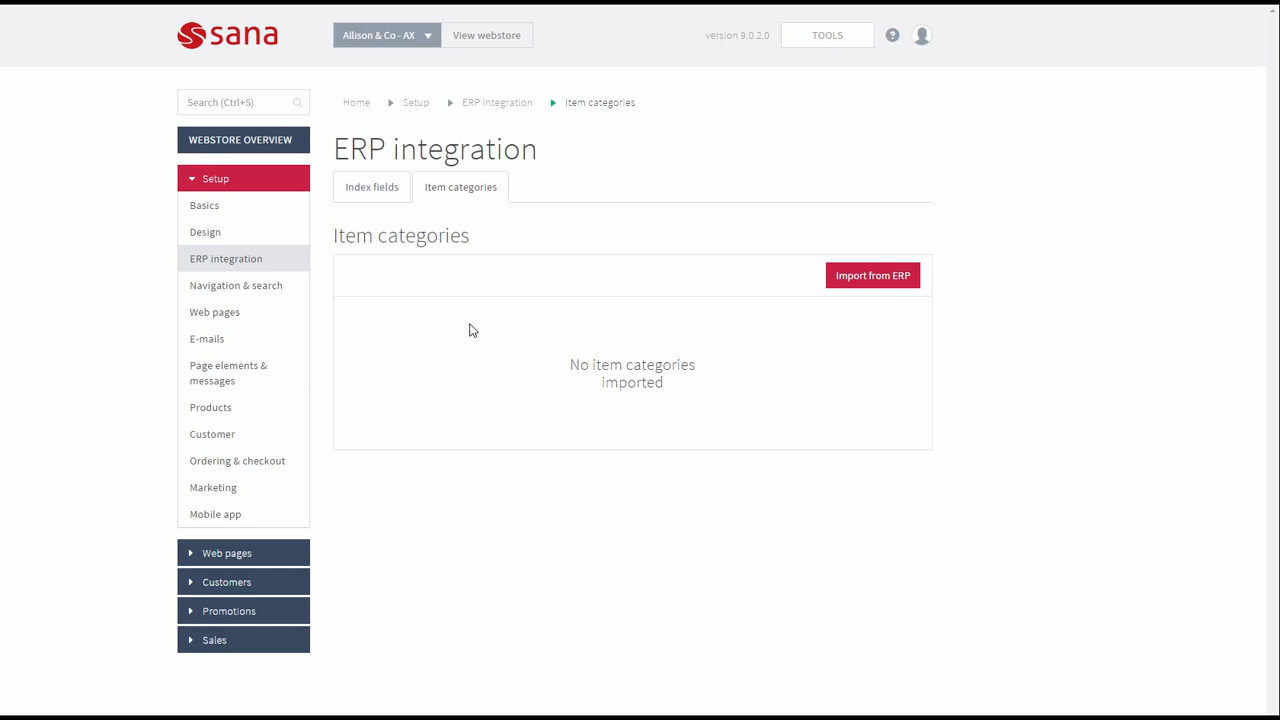 sana
Allison & Co - AX
View webstore
version 9.0.2.0
TOOLS
?
Search (Ctrl+S)
Home
Setup
ERP integration
Item categories
WEBSTORE OVERVIEW
Setup
Basics
Design
ERP integration
Navigation & search
Web pages
E-mails
Page elements &
messages
Products
Customer
Ordering & checkout
Marketing
Mobile app
Web pages
Customers
Promotions
Sales
ERP integration
Index fields
Item categories
Item categories
Import from ERP
No item categories
imported